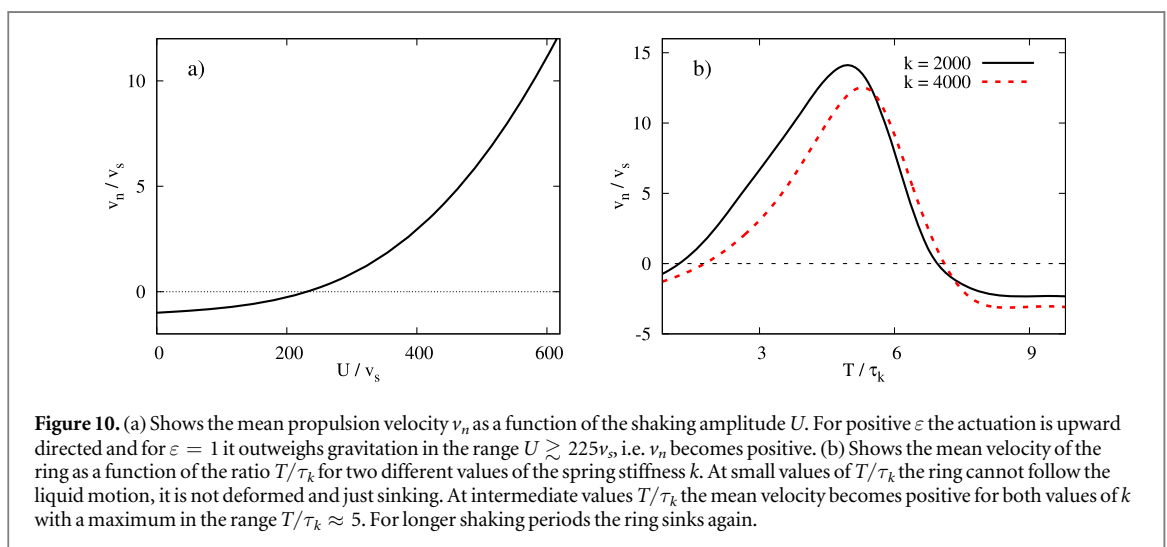 a)
10
5
0
v_n / v_s
0
200
400
600
U / v_s
b)
k = 2000
k = 4000
15
10
5
0
-5
v_n / v_s
3
6
9
T / τ_k
Figure 10. (a) Shows the mean propulsion velocity v_n as a function of the shaking amplitude U. For positive ε the actuation is upward
directed and for ε = 1 it outweighs gravitation in the range U ≳ 225v_s, i.e. v_n becomes positive. (b) Shows the mean velocity of the
ring as a function of the ratio T/τ_k for two different values of the spring stiffness k. At small values of T/τ_k the ring cannot follow the
liquid motion, it is not deformed and just sinking. At intermediate values T/τ_k the mean velocity becomes positive for both values of k
with a maximum in the range T/τ_k ≈ 5. For longer shaking periods the ring sinks again.